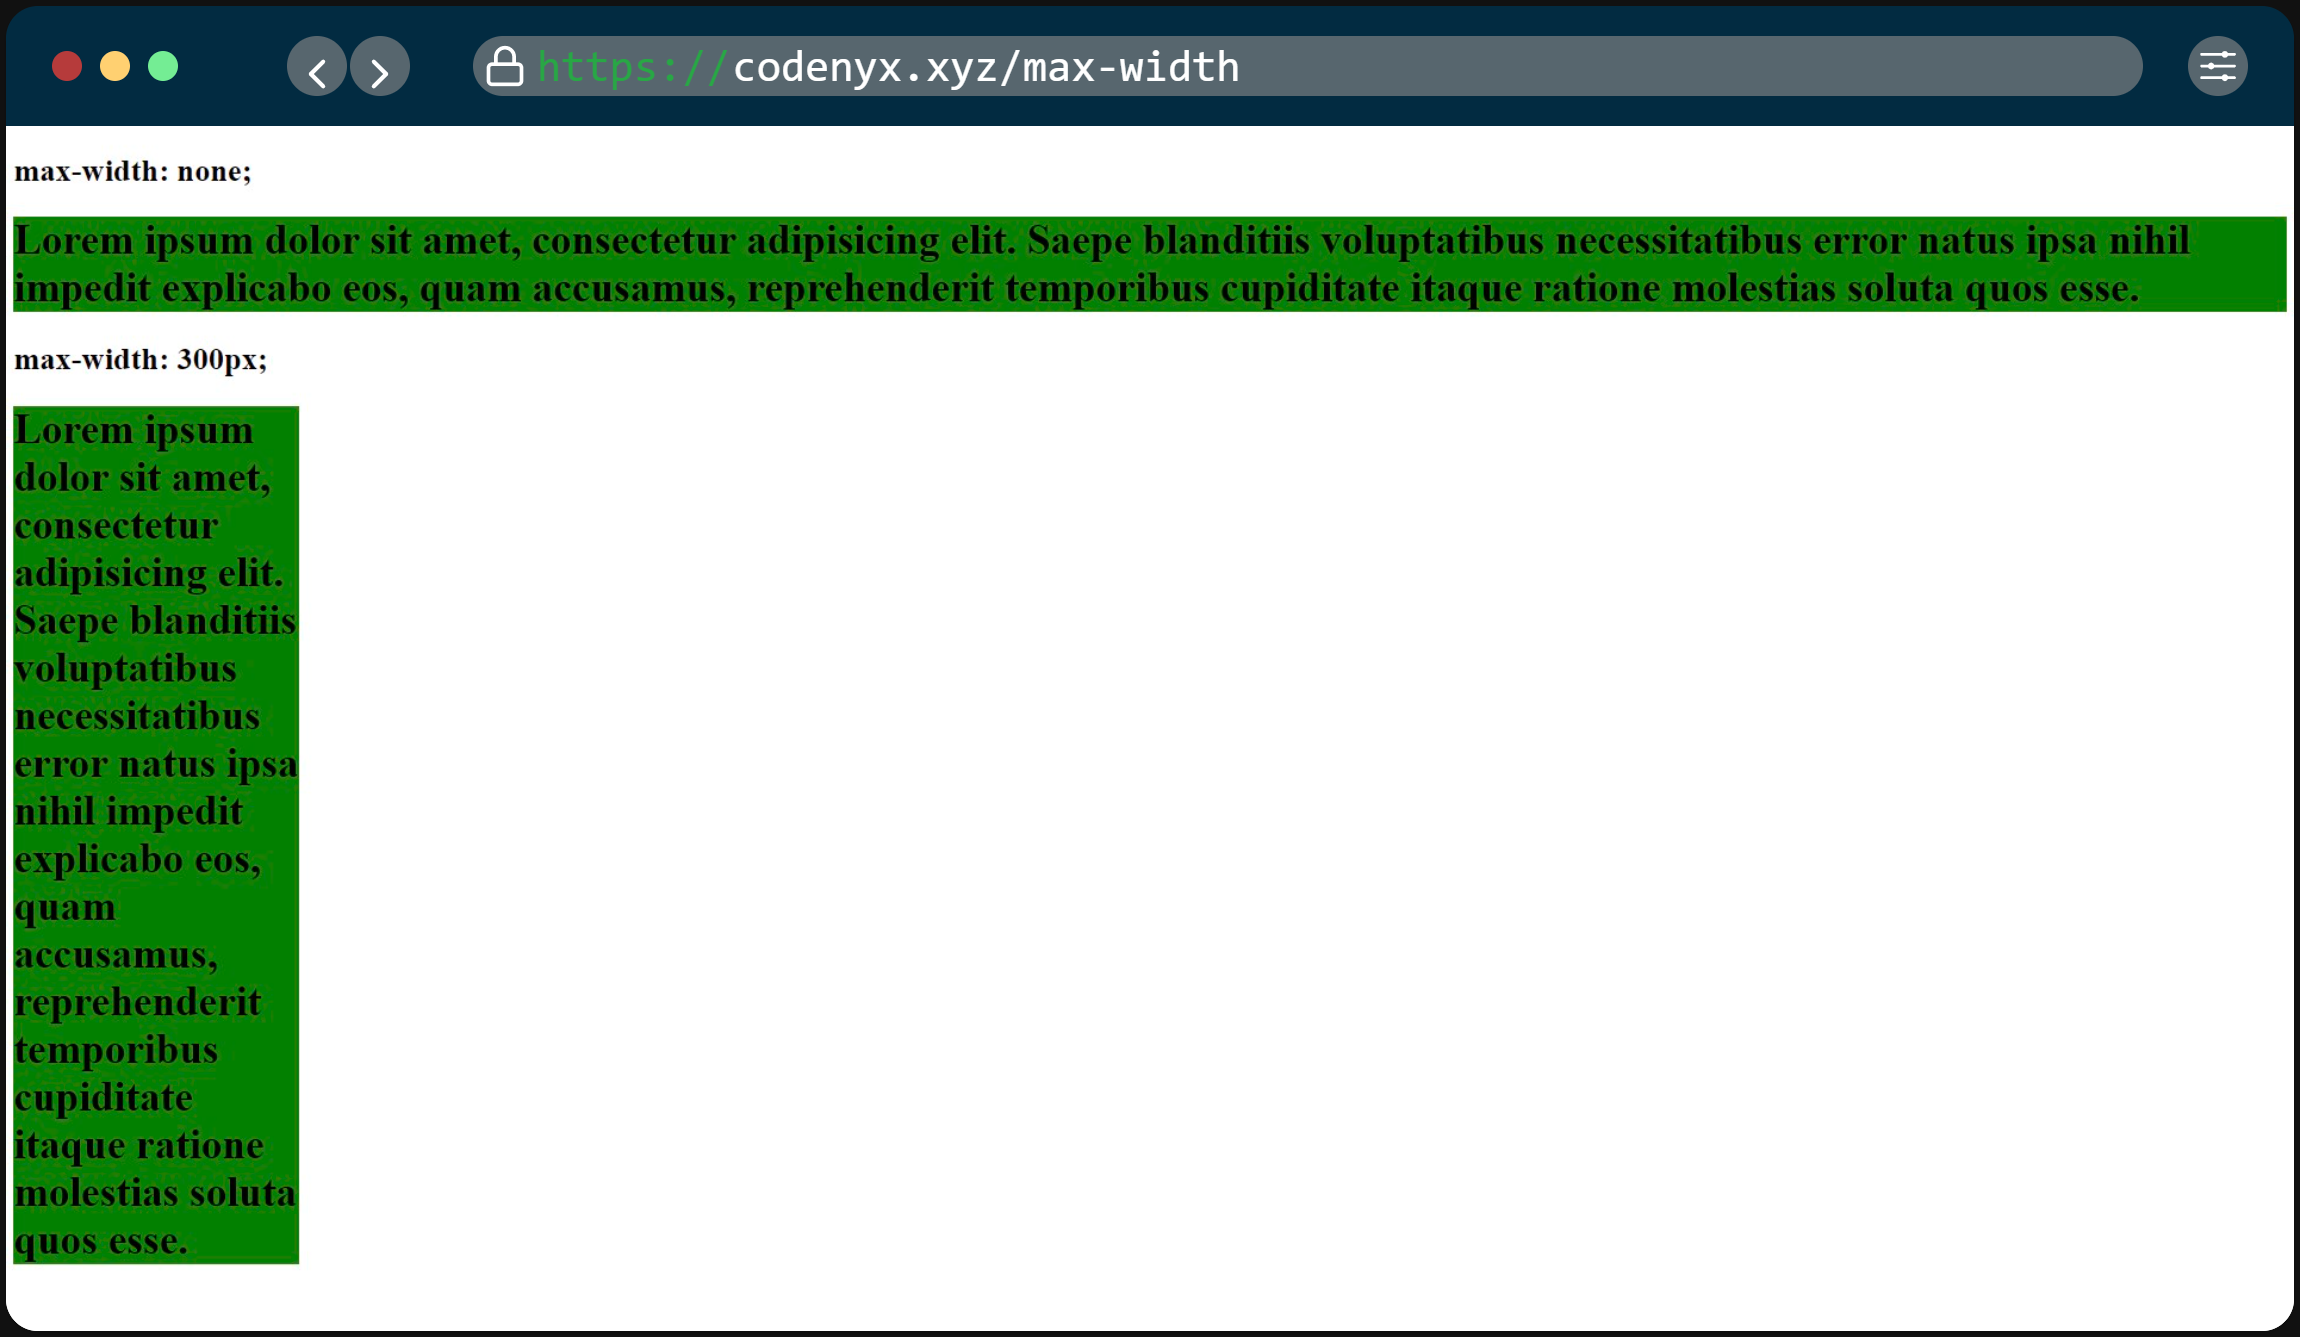 https://codenyx.xyz/max-width
max-width: none;
Lorem ipsum dolor sit amet, consectetur adipisicing elit. Saepe blanditiis voluptatibus necessitatibus error natus ipsa nihil
impedit explicabo eos, quam accusamus, reprehenderit temporibus cupiditate itaque ratione molestias soluta quos esse.
max-width: 300px;
Lorem ipsum
dolor sit amet,
consectetur
adipisicing elit.
Saepe blanditiis
voluptatibus
necessitatibus
error natus ipsa
nihil impedit
explicabo eos,
quam
accusamus,
reprehenderit
temporibus
cupiditate
itaque ratione
molestias soluta
quos esse.